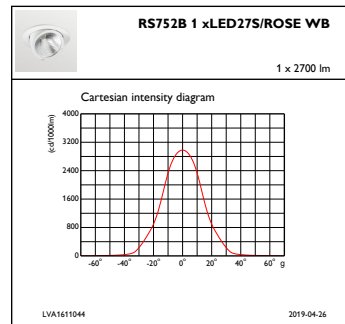 RS752B 1 xLED27S/ROSE WB
1 x 2700 lm
Cartesian intensity diagram
(cd/1000lm)
4000
3200
2400
1600
800
0
-60° -40° -20° 0° 20° 40° 60° g
LVA1611044 2019-04-26